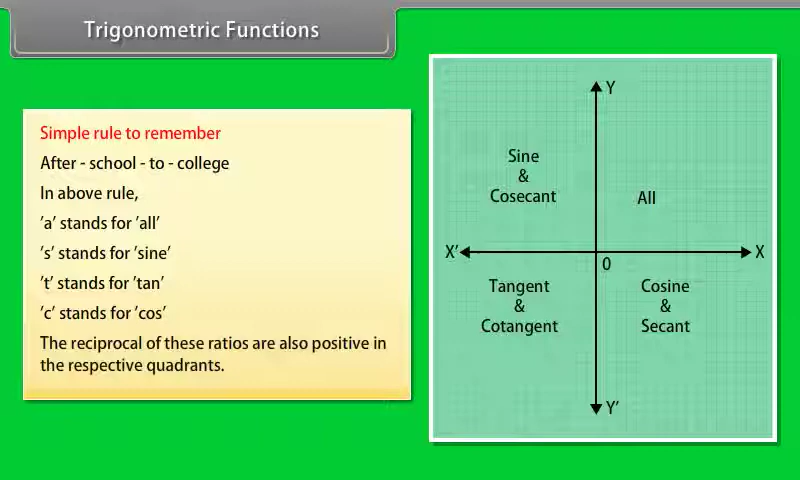 Trigonometric Functions
Simple rule to remember
After - school - to - college
In above rule,
'a' stands for 'all'
's' stands for 'sine'
't' stands for 'tan'
'c' stands for 'cos'
The reciprocal of these ratios are also positive in
the respective quadrants.
Y
Sine
&
Cosecant
All
X'
X
0
Tangent
&
Cotangent
Cosine
&
Secant
Y'